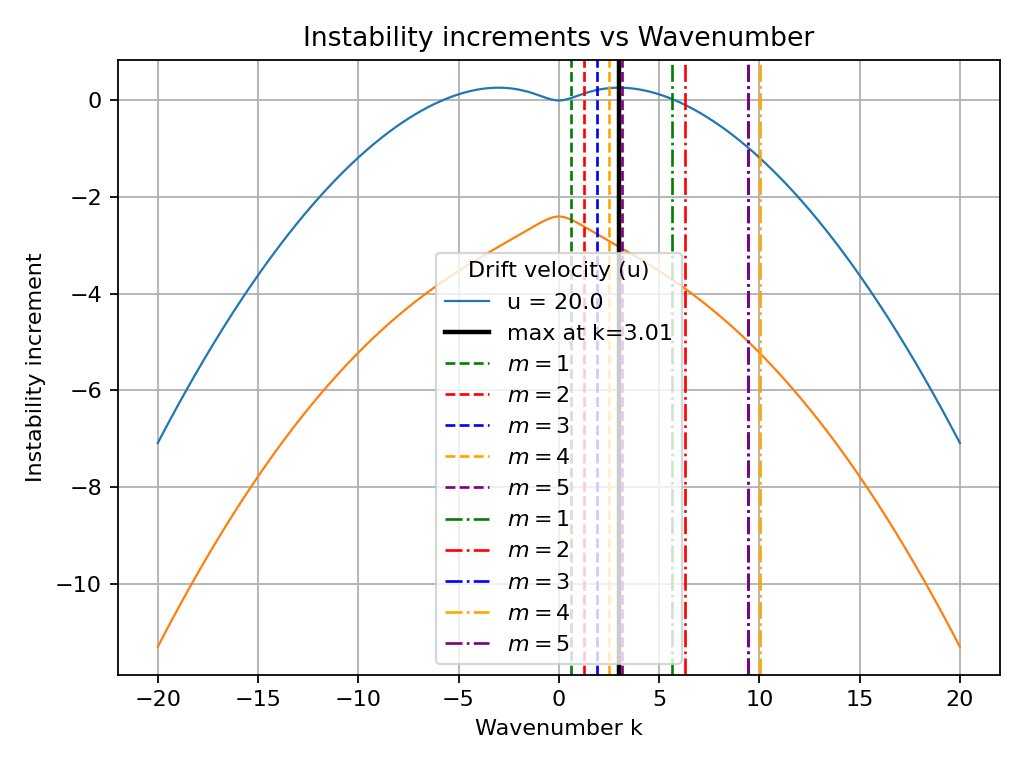 Instability increments vs Wavenumber
Instability increment
0
−2
−4
−6
−8
−10
Drift velocity (u)
u = 20.0
max at k=3.01
m = 1
m = 2
m = 3
m = 4
m = 5
m = 1
m = 2
m = 3
m = 4
m = 5
−20 −15 −10 −5 0 5 10 15 20
Wavenumber k